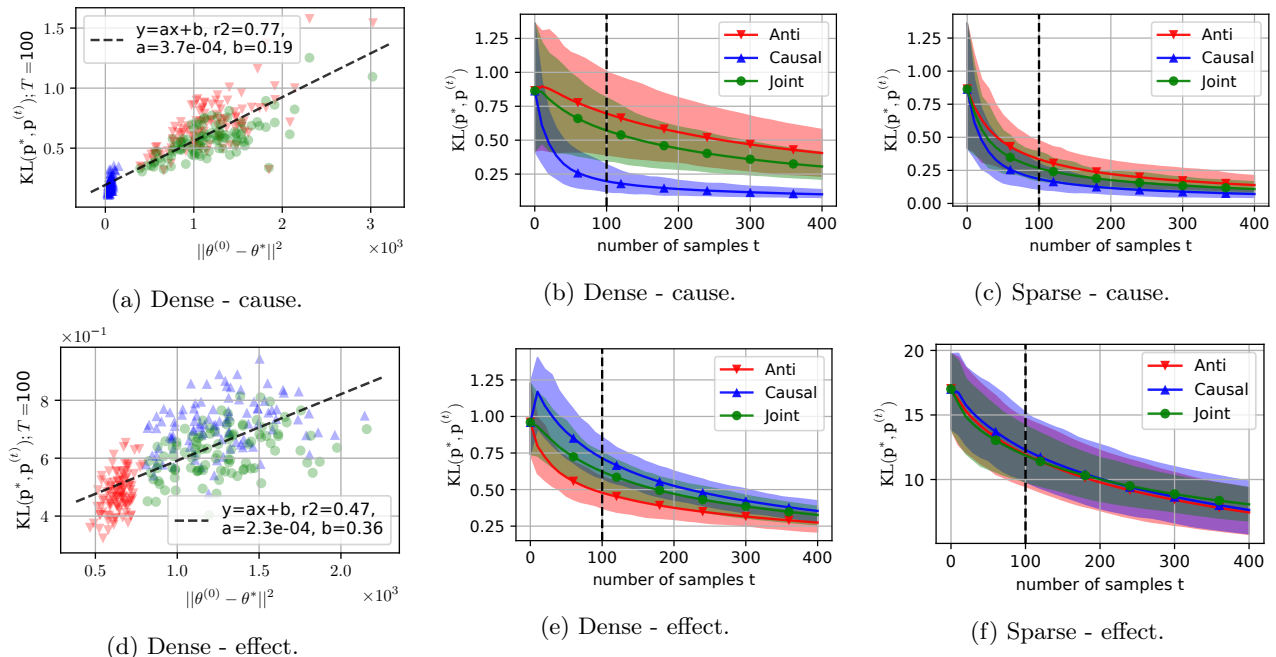 KL(p*, p^(t)); T = 100
1.5
1.0
0.5
0
1
2
3
×10³
||θ^(0) − θ*||²
y=ax+b, r2=0.77,
a=3.7e-04, b=0.19
(a) Dense - cause.
KL(p*, p^(t))
1.25
1.00
0.75
0.50
0.25
0
100
200
300
400
number of samples t
Anti
Causal
Joint
(b) Dense - cause.
KL(p*, p^(t))
1.25
1.00
0.75
0.50
0.25
0.00
0
100
200
300
400
number of samples t
Anti
Causal
Joint
(c) Sparse - cause.
×10⁻¹
KL(p*, p^(t)); T = 100
8
6
4
0.5
1.0
1.5
2.0
×10³
||θ^(0) − θ*||²
y=ax+b, r2=0.47,
a=2.3e-04, b=0.36
(d) Dense - effect.
KL(p*, p^(t))
1.25
1.00
0.75
0.50
0.25
0
100
200
300
400
number of samples t
Anti
Causal
Joint
(e) Dense - effect.
KL(p*, p^(t))
20
15
10
0
100
200
300
400
number of samples t
Anti
Causal
Joint
(f) Sparse - effect.